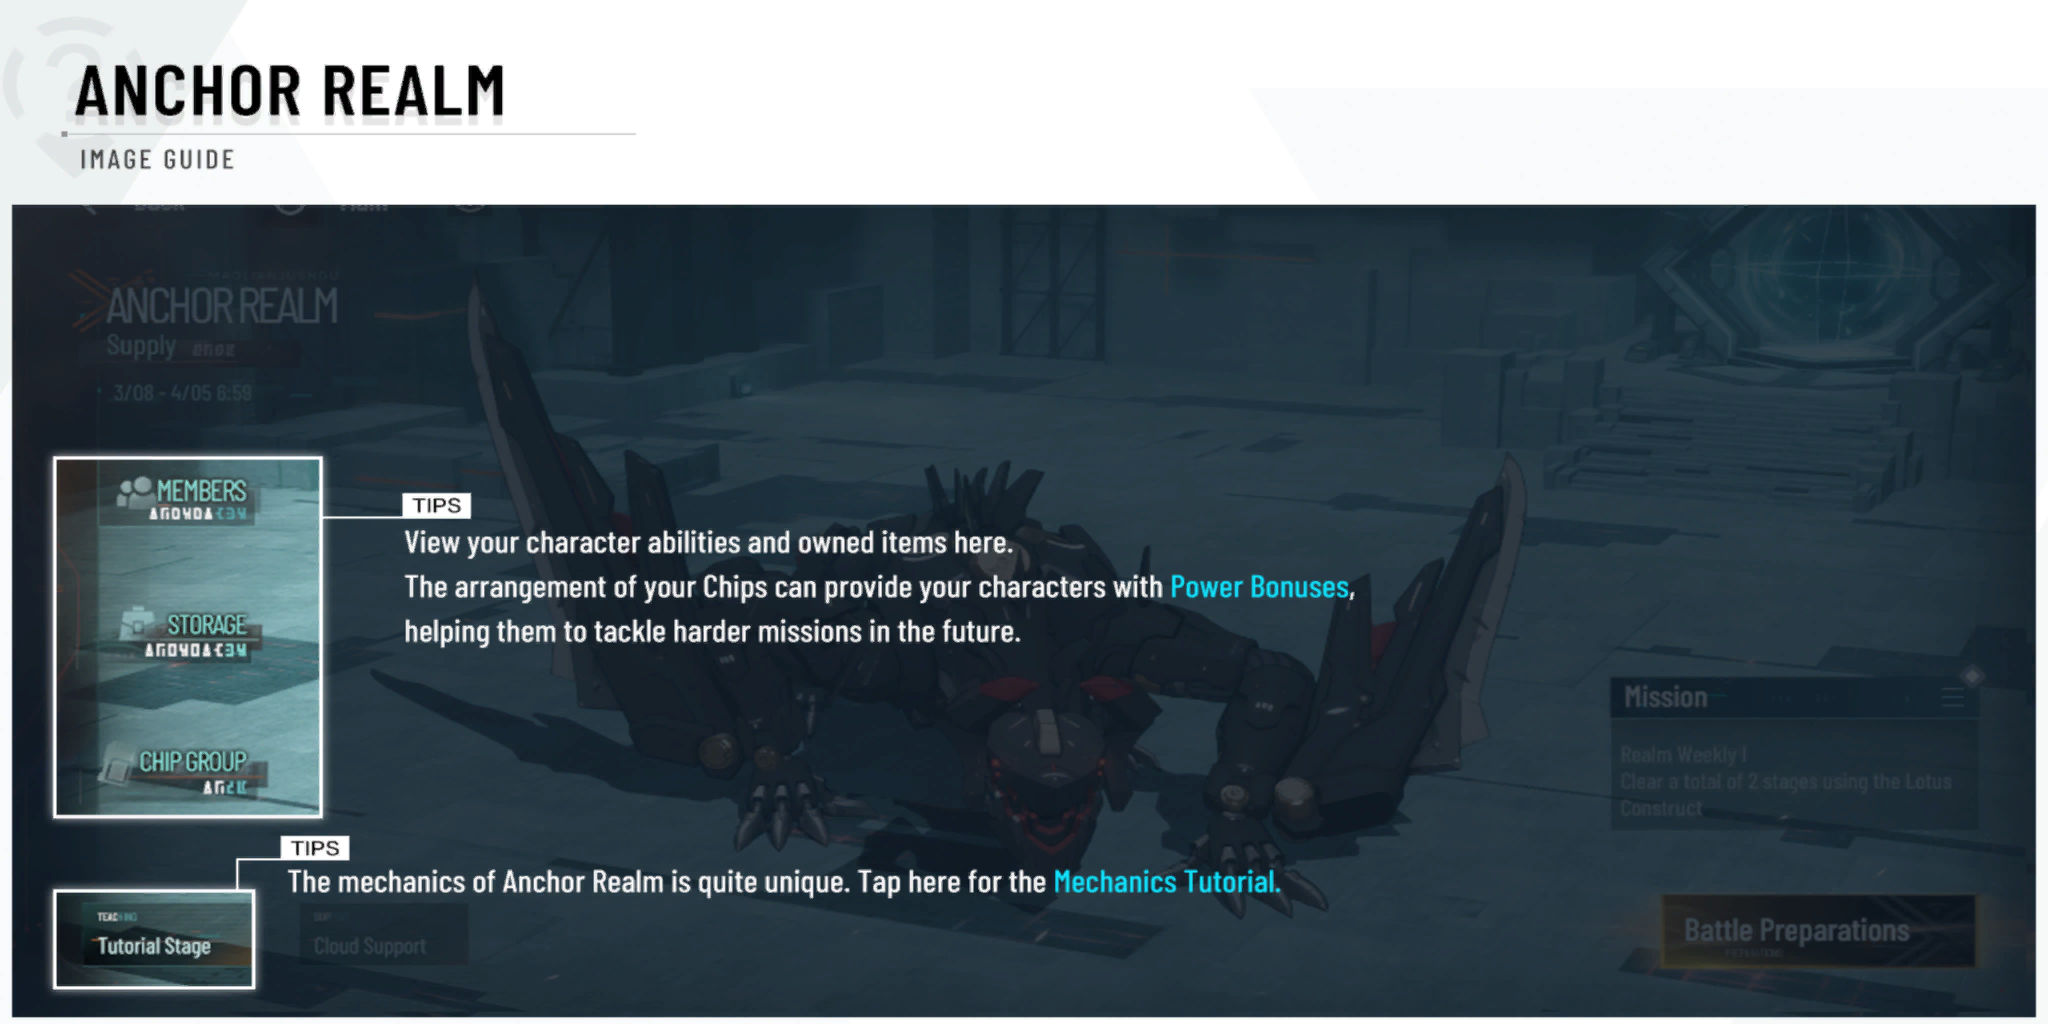 ANCHOR REALM
IMAGE GUIDE
ANCHOR REALM
Supply
3/08 - 4/05 6:59
MEMBERS
STORAGE
CHIP GROUP
TIPS
View your character abilities and owned items here.
The arrangement of your Chips can provide your characters with Power Bonuses,
helping them to tackle harder missions in the future.
Mission
Realm Weekly I
Clear a total of 2 stages using the Lotus
Construct
TIPS
The mechanics of Anchor Realm is quite unique. Tap here for the Mechanics Tutorial.
TEACHING
Tutorial Stage
Cloud Support
Battle Preparations